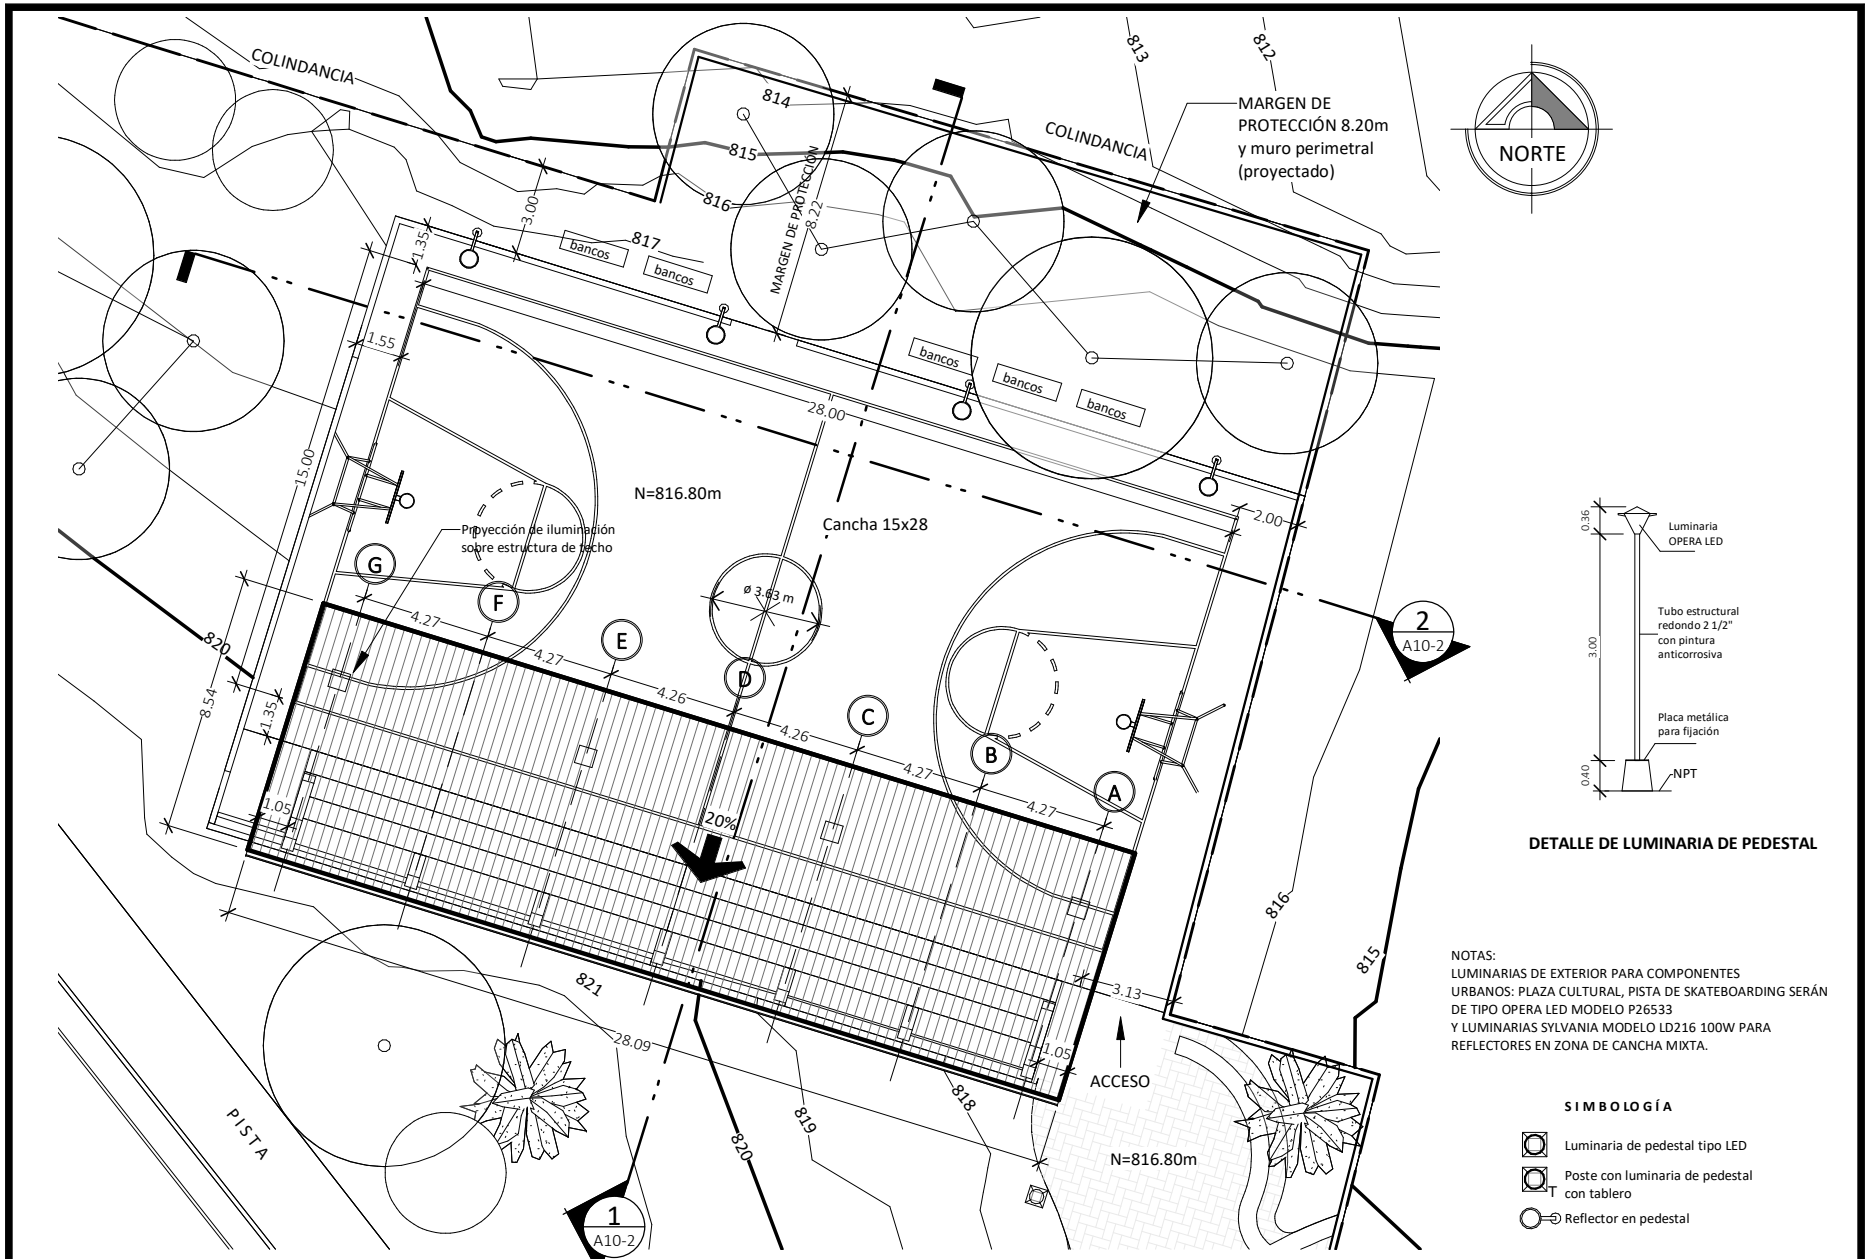 COLINDANCIA
814
813
812
MARGEN DE
PROTECCIÓN 8.20m
y muro perimetral
(proyectado)
COLINDANCIA
NORTE
815
816
817
3.00
1.35
MARGEN DE PROTECCIÓN
8.22
bancos
bancos
bancos
bancos
bancos
1.55
28.00
15.00
N=816.80m
Cancha 15x28
2.00
Proyección de iluminación
sobre estructura de techo
G
F
E
D
C
B
A
ø 3.63 m
4.27
4.27
4.26
4.26
4.27
4.27
820
8.54
1.35
1.05
20%
2
A10-2
0.36
3.00
0.40
Luminaria
OPERA LED
Tubo estructural
redondo 2 1/2"
con pintura
anticorrosiva
Placa metálica
para fijación
NPT
DETALLE DE LUMINARIA DE PEDESTAL
816
815
3.13
821
28.09
1.05
ACCESO
818
819
820
N=816.80m
PISTA
1
A10-2
NOTAS:
LUMINARIAS DE EXTERIOR PARA COMPONENTES
URBANOS: PLAZA CULTURAL, PISTA DE SKATEBOARDING SERÁN
DE TIPO OPERA LED MODELO P26533
Y LUMINARIAS SYLVANIA MODELO LD216 100W PARA
REFLECTORES EN ZONA DE CANCHA MIXTA.
SIMBOLOGÍA
Luminaria de pedestal tipo LED
T
Poste con luminaria de pedestal
con tablero
Reflector en pedestal